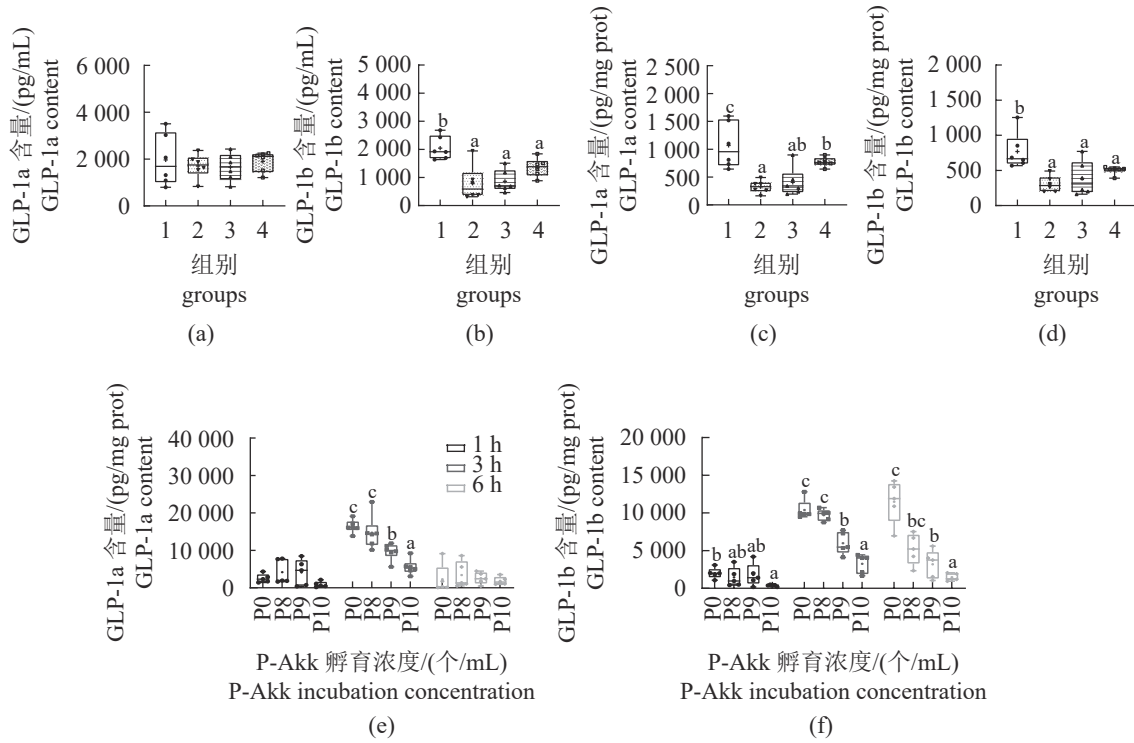 GLP-1a 含量/(pg/mL)
GLP-1a content
6 000
4 000
2 000
0
1 2 3 4
组别
groups
(a)
GLP-1b 含量/(pg/mL)
GLP-1b content
5 000
4 000
3 000
2 000
1 000
0
b a a a
1 2 3 4
组别
groups
(b)
GLP-1a 含量/(pg/mg prot)
GLP-1a content
2 500
2 000
1 500
1 000
500
0
c a ab b
1 2 3 4
组别
groups
(c)
GLP-1b 含量/(pg/mg prot)
GLP-1b content
2 000
1 500
1 000
500
0
b a a a
1 2 3 4
组别
groups
(d)
GLP-1a 含量/(pg/mg prot)
GLP-1a content
40 000
30 000
20 000
10 000
0
1 h
3 h
6 h
c c b a
P0 P8 P9 P10 P0 P8 P9 P10 P0 P8 P9 P10
P-Akk 孵育浓度/(个/mL)
P-Akk incubation concentration
(e)
GLP-1b 含量/(pg/mg prot)
GLP-1b content
20 000
15 000
10 000
5 000
0
b ab ab a c c b a c bc b a
P0 P8 P9 P10 P0 P8 P9 P10 P0 P8 P9 P10
P-Akk 孵育浓度/(个/mL)
P-Akk incubation concentration
(f)